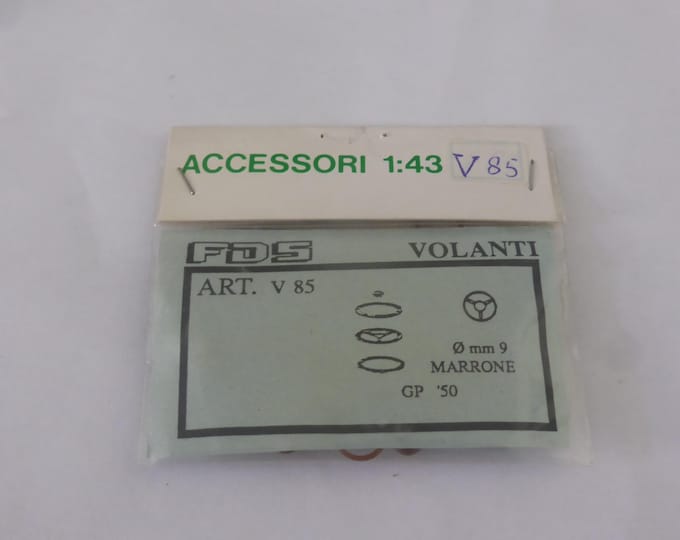 ACCESSORI 1:43 V 85
FDS VOLANTI
ART. V 85
Ø mm 9
MARRONE
GP '50